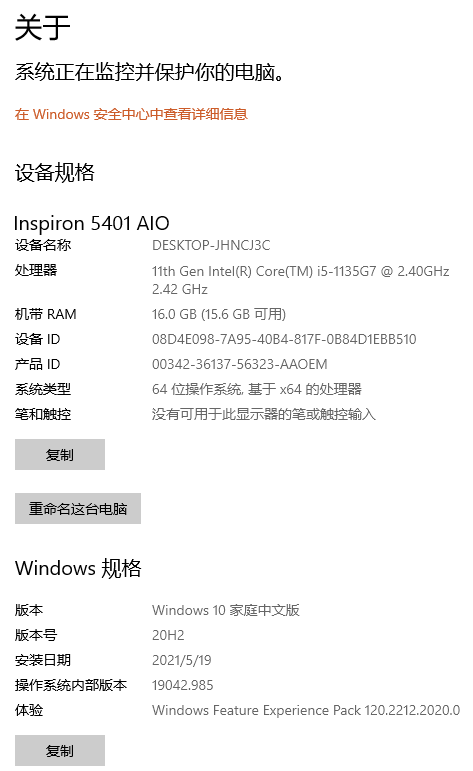 关于
系统正在监控并保护你的电脑。
在 Windows 安全中心中查看详细信息
设备规格
Inspiron 5401 AIO
设备名称 DESKTOP-JHNCJ3C
处理器 11th Gen Intel(R) Core(TM) i5-1135G7 @ 2.40GHz
2.42 GHz
机带 RAM 16.0 GB (15.6 GB 可用)
设备 ID 08D4E098-7A95-40B4-817F-0B84D1EBB510
产品 ID 00342-36137-56323-AAOEM
系统类型 64 位操作系统, 基于 x64 的处理器
笔和触控 没有可用于此显示器的笔或触控输入
复制
重命名这台电脑
Windows 规格
版本 Windows 10 家庭中文版
版本号 20H2
安装日期 2021/5/19
操作系统内部版本 19042.985
体验 Windows Feature Experience Pack 120.2212.2020.0
复制